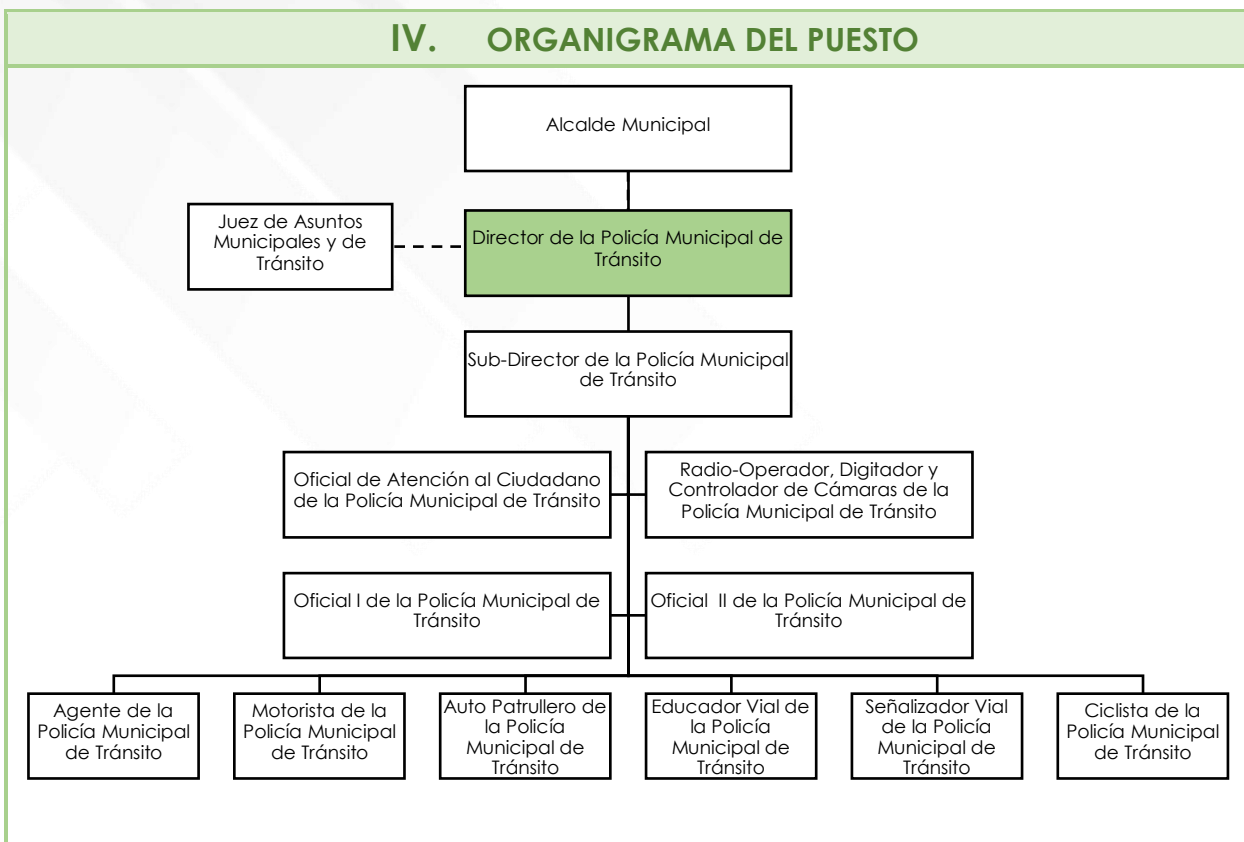 IV. ORGANIGRAMA DEL PUESTO
Alcalde Municipal
Juez de Asuntos
Municipales y de
Tránsito
Director de la Policía Municipal de
Tránsito
Sub-Director de la Policía Municipal
de Tránsito
Oficial de Atención al Ciudadano
de la Policía Municipal de Tránsito
Radio-Operador, Digitador y
Controlador de Cámaras de la
Policía Municipal de Tránsito
Oficial I de la Policía Municipal de
Tránsito
Oficial II de la Policía Municipal de
Tránsito
Agente de la
Policía Municipal
de Tránsito
Motorista de la
Policía Municipal
de Tránsito
Auto Patrullero de
la Policía
Municipal de
Tránsito
Educador Vial de
la Policía
Municipal de
Tránsito
Señalizador Vial
de la Policía
Municipal de
Tránsito
Ciclista de la
Policía Municipal
de Tránsito